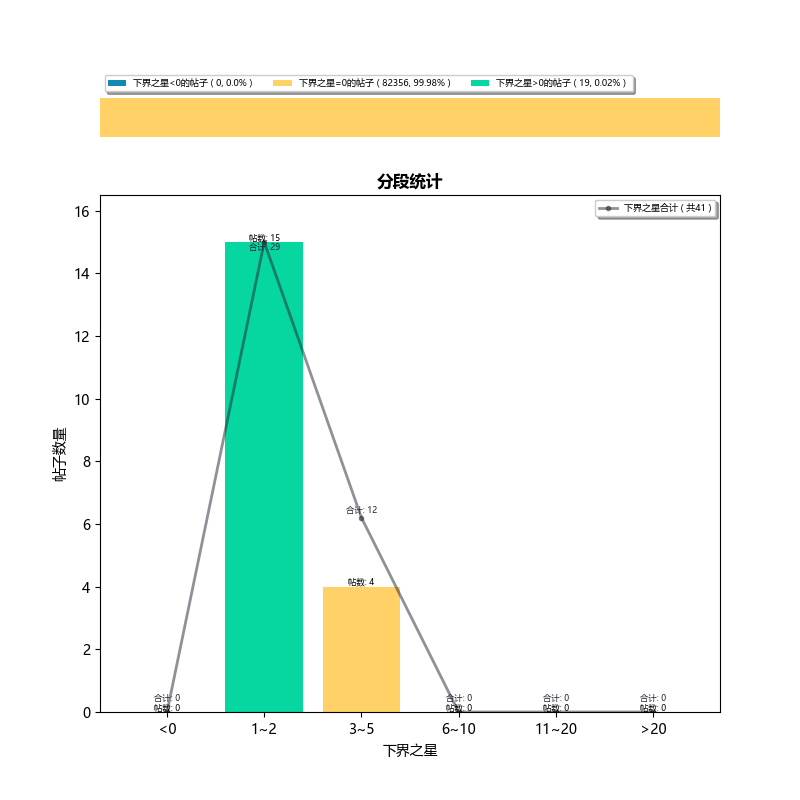 下界之星<0的帖子 ( 0, 0.0% )
下界之星=0的帖子 ( 82356, 99.98% )
下界之星>0的帖子 ( 19, 0.02% )
分段统计
下界之星合计 ( 共41 )
16
14
12
10
8
6
4
2
0
帖子数量
帖数: 15
合计: 29
合计: 12
帖数: 4
合计: 0
帖数: 0
合计: 0
帖数: 0
合计: 0
帖数: 0
合计: 0
帖数: 0
<0
1~2
3~5
6~10
11~20
>20
下界之星